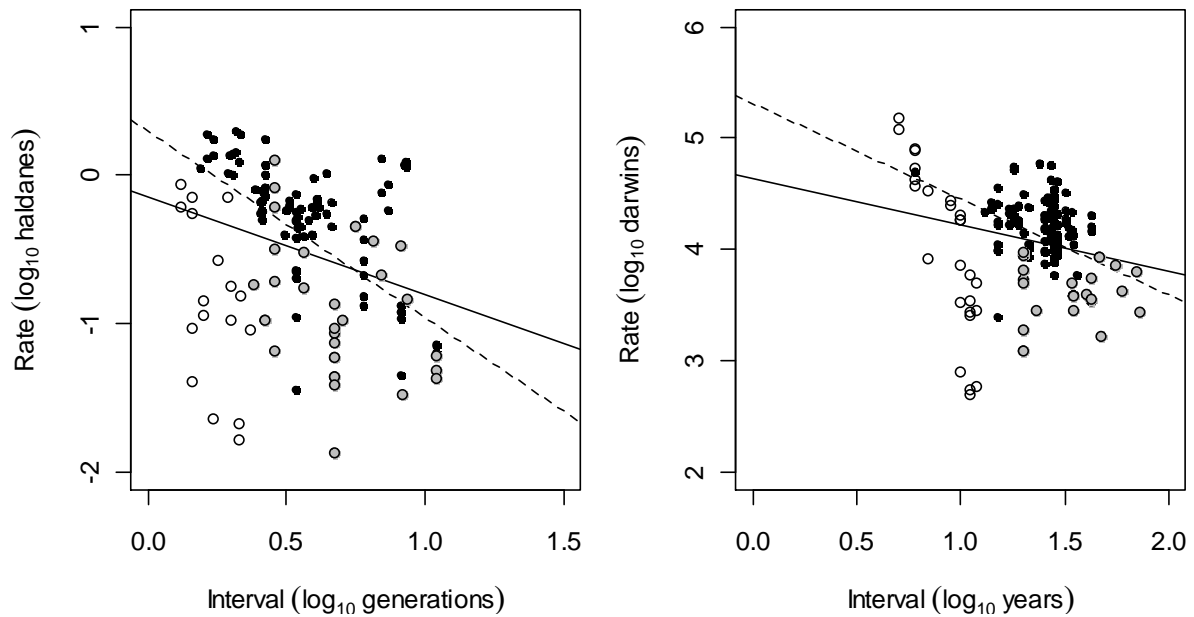 1
0
-1
-2
Rate (log10 haldanes)
0.0 0.5 1.0 1.5
Interval (log10 generations)
6
5
4
3
2
Rate (log10 darwins)
0.0 0.5 1.0 1.5 2.0
Interval (log10 years)